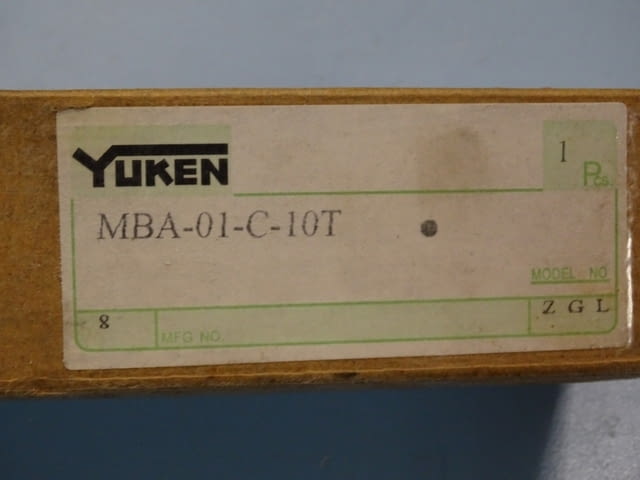 YUKEN
1
Pcs.
MBA-01-C-10T
MODEL NO
8
MFG NO.
Z G L